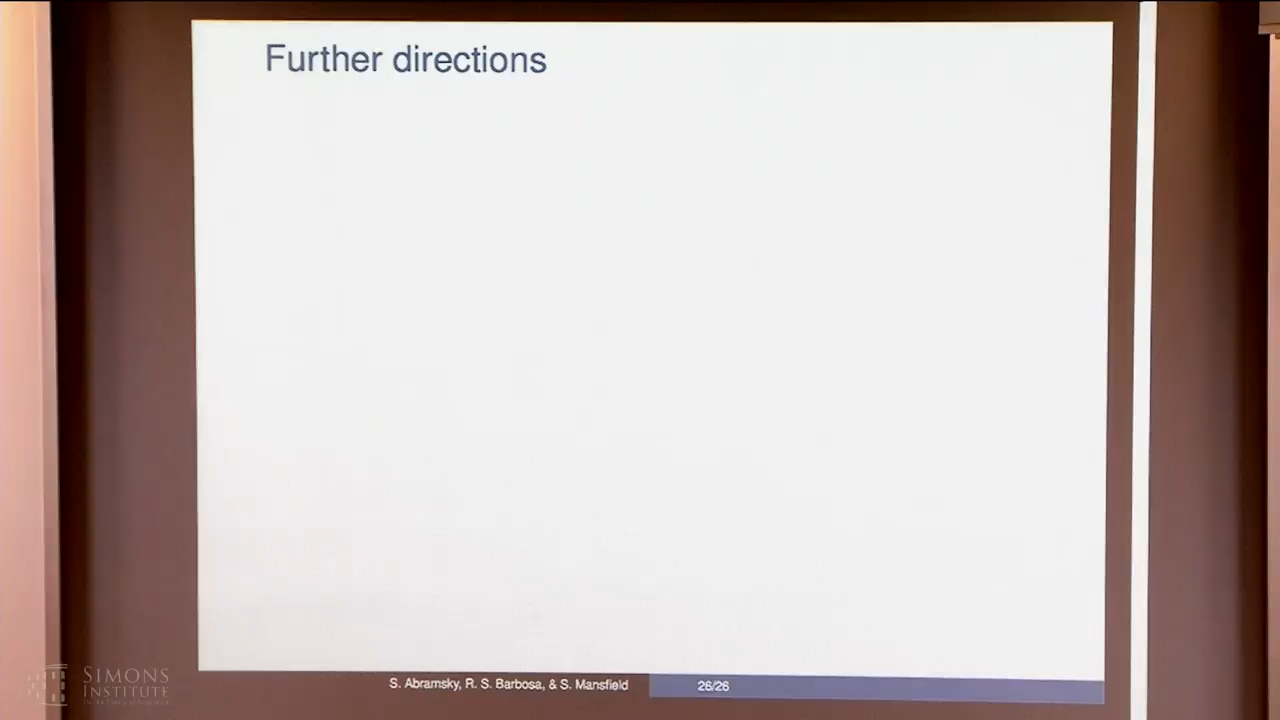 Further directions
S. Abramsky, R. S. Barbosa, & S. Mansfield
26/26
SIMONS
INSTITUTE